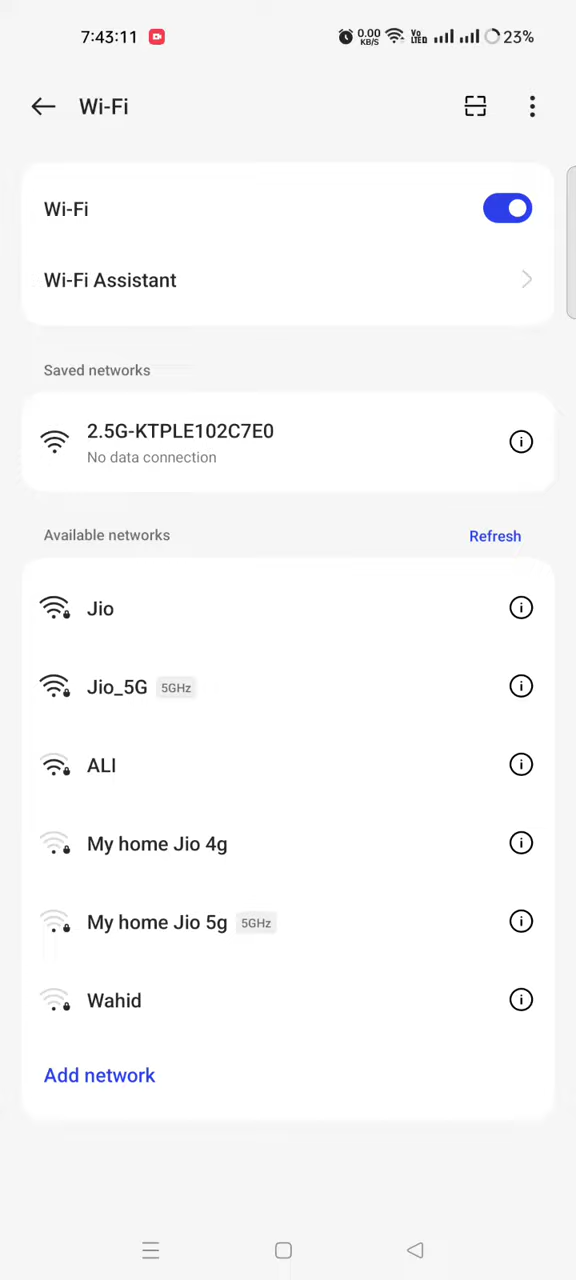 7:43:11 0.00 KB/S Vo LTED 23%
Wi-Fi
Wi-Fi
Wi-Fi Assistant
Saved networks
2.5G-KTPLE102C7E0
No data connection
Available networks Refresh
Jio
Jio_5G 5GHz
ALI
My home Jio 4g
My home Jio 5g 5GHz
Wahid
Add network